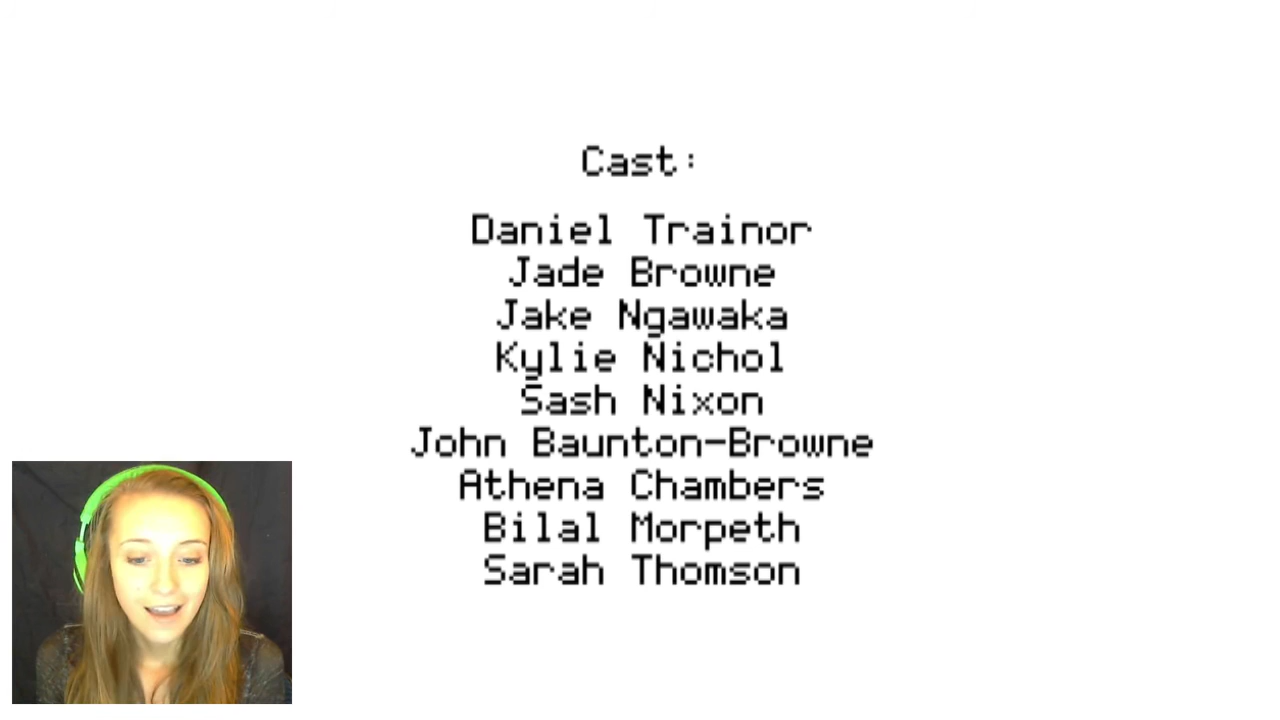 Cast:
Daniel Trainor
Jade Browne
Jake Ngawaka
Kylie Nichol
Sash Nixon
John Baunton-Browne
Athena Chambers
Bilal Morpeth
Sarah Thomson